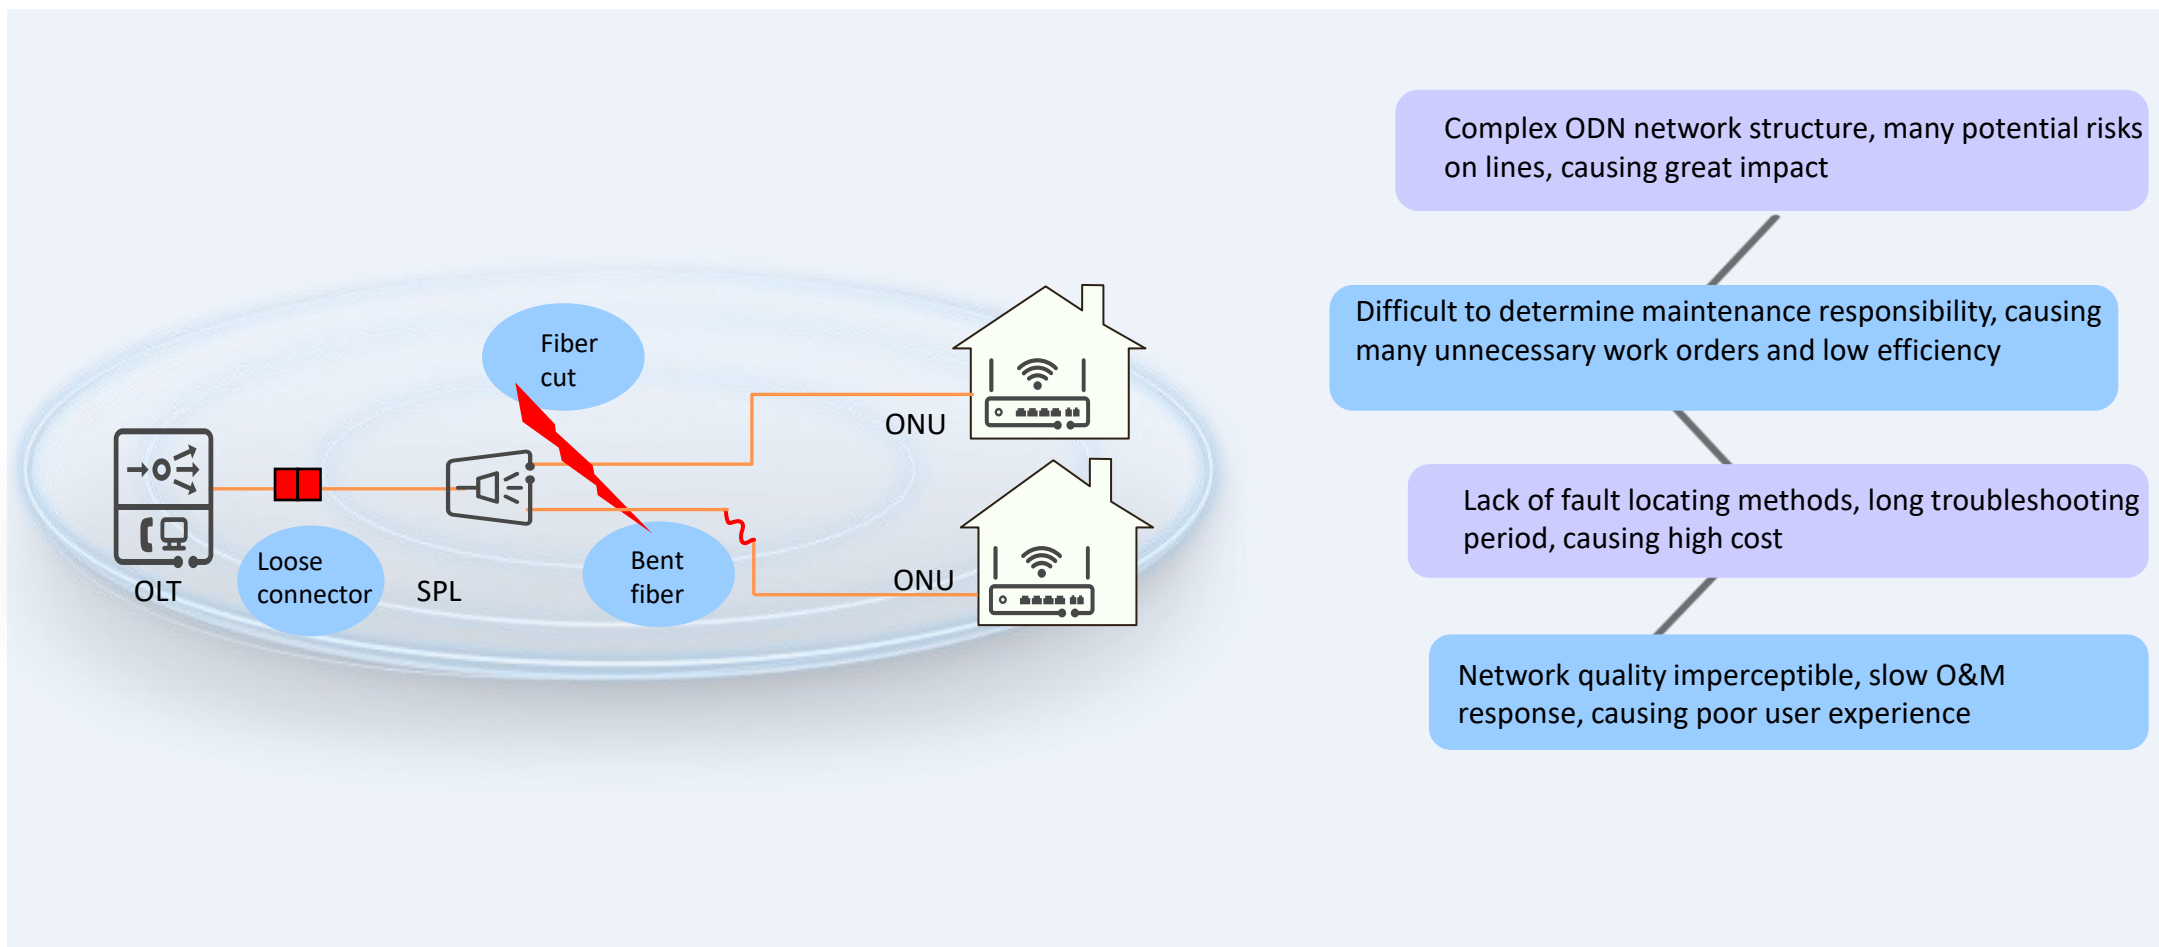 Fiber
cut
ONU
OLT
Loose
connector
SPL
Bent
fiber
ONU
Complex ODN network structure, many potential risks
on lines, causing great impact
Difficult to determine maintenance responsibility, causing
many unnecessary work orders and low efficiency
Lack of fault locating methods, long troubleshooting
period, causing high cost
Network quality imperceptible, slow O&M
response, causing poor user experience